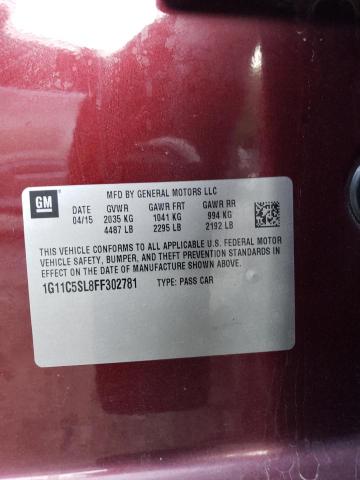 GM
MFD BY GENERAL MOTORS LLC
DATE GVWR GAWR FRT GAWR RR
04/15 2035 KG 1041 KG 994 KG
4487 LB 2295 LB 2192 LB
THIS VEHICLE CONFORMS TO ALL APPLICABLE U.S. FEDERAL MOTOR
VEHICLE SAFETY, BUMPER, AND THEFT PREVENTION STANDARDS IN
EFFECT ON THE DATE OF MANUFACTURE SHOWN ABOVE.
1G11C5SL8FF302781 TYPE: PASS CAR